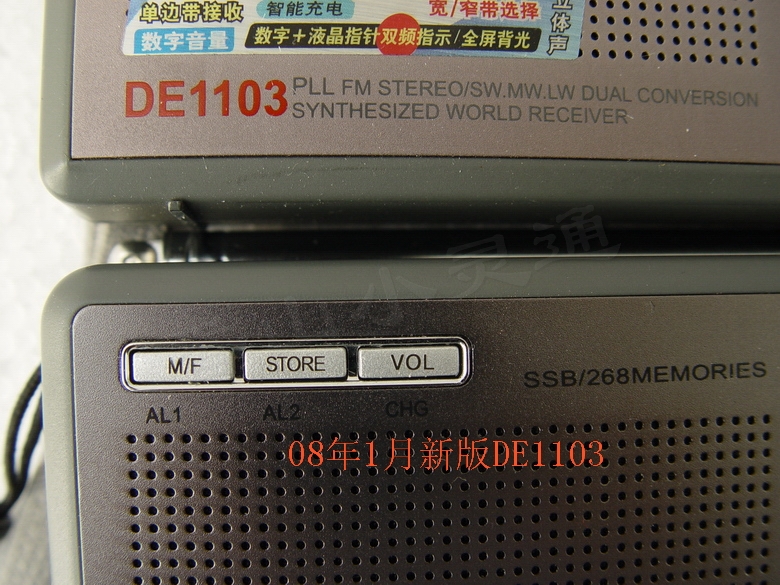 单边带接收
智能充电
宽/窄带选择
立体声
数字音量
数字+液晶指针双频指示/全屏背光
DE1103 PLL FM STEREO/SW.MW.LW DUAL CONVERSION
SYNTHESIZED WORLD RECEIVER
小灵通
M/F STORE VOL
SSB/268MEMORIES
AL1 AL2 CHG
08年1月新版DE1103